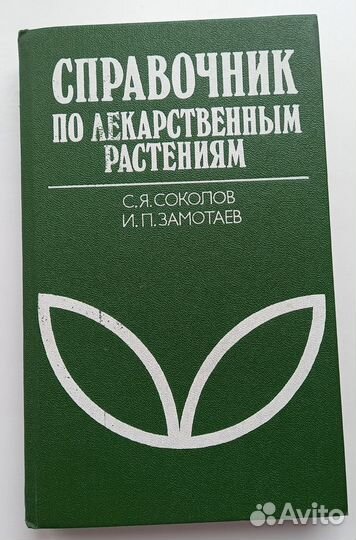 СПРАВОЧНИК
ПО ЛЕКАРСТВЕННЫМ
РАСТЕНИЯМ
С.Я.СОКОЛОВ
И.П.ЗАМОТАЕВ
Avito